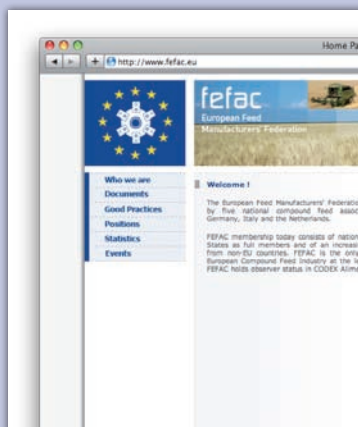 Home Pa
http://www.fefac.eu
fefac
European Feed
Manufacturers' Federation
Who we are
Documents
Good Practices
Positions
Statistics
Events
Welcome !
The European Feed Manufacturers' Federatio
by five national compound feed assoc
Germany, Italy and the Netherlands.
FEFAC membership today consists of nation
States as full members and of an increasi
from non-EU countries. FEFAC is the only
European Compound Feed Industry at the l
FEFAC holds observer status in CODEX Alime